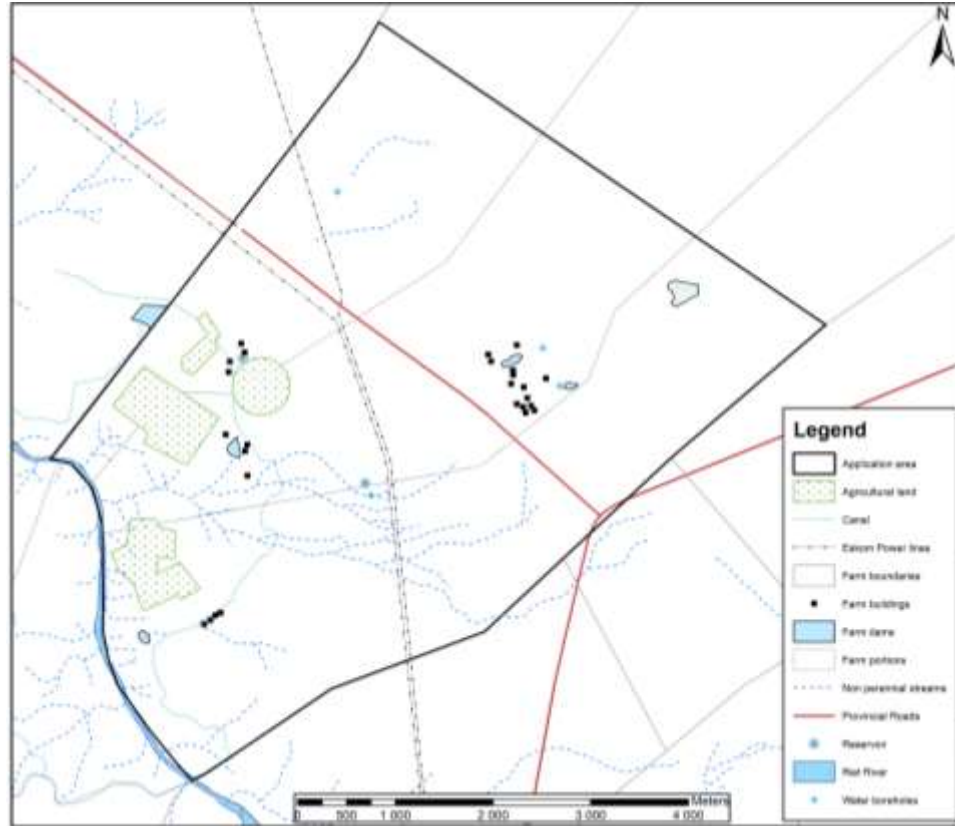 N
Legend
Application area
Agricultural land
Canal
Eskom Power lines
Farm boundaries
Farm buildings
Farm dams
Farm portions
Non perennial streams
Provincial Roads
Reservoir
Riet River
Water boreholes
Meters
0 500 1 000 2 000 3 000 4 000